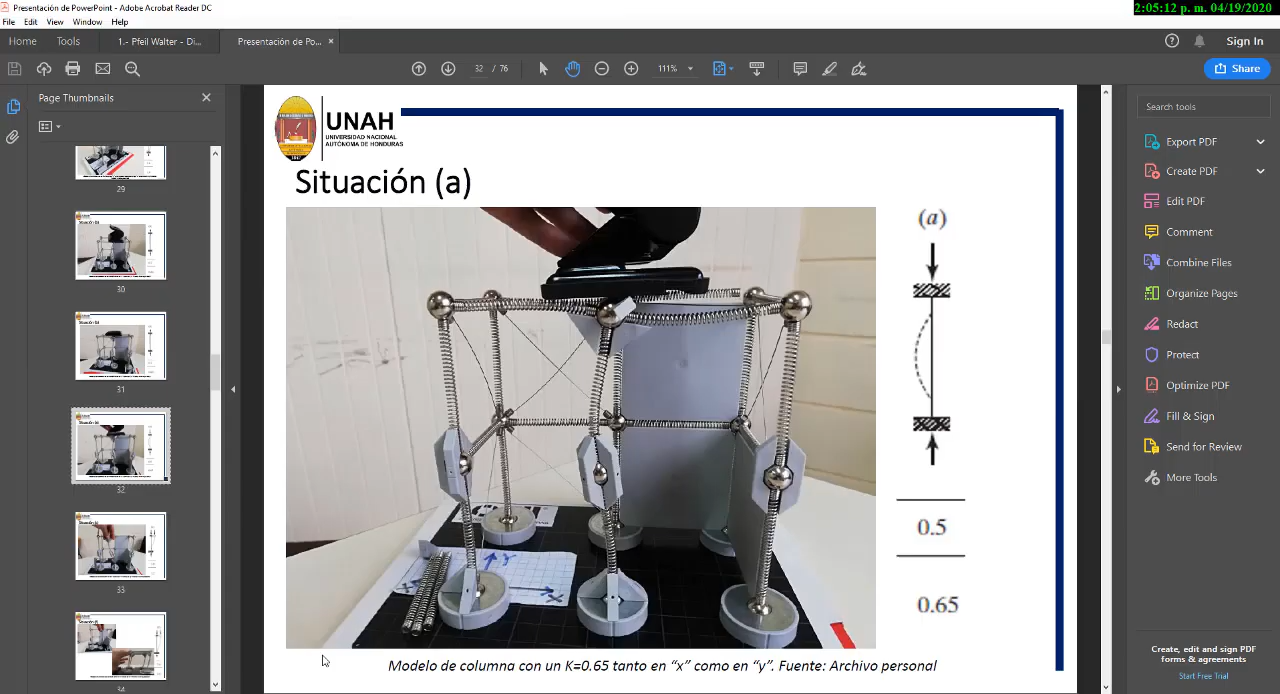 Presentación de PowerPoint - Adobe Acrobat Reader DC
2:05:12 p. m. 04/19/2020
File Edit View Window Help
Home Tools 1.- Pfeil Walter - Di... Presentación de Po... × Sign In
32 / 76 111% Share
Page Thumbnails
29
30
31
32
33
34
UNAH
UNIVERSIDAD NACIONAL
AUTÓNOMA DE HONDURAS
Situación (a)
(a)
0.5
0.65
Y
X
Modelo de columna con un K=0.65 tanto en “x” como en “y”. Fuente: Archivo personal
Search tools
Export PDF
Create PDF
Edit PDF
Comment
Combine Files
Organize Pages
Redact
Protect
Optimize PDF
Fill & Sign
Send for Review
More Tools
Create, edit and sign PDF
forms & agreements
Start Free Trial